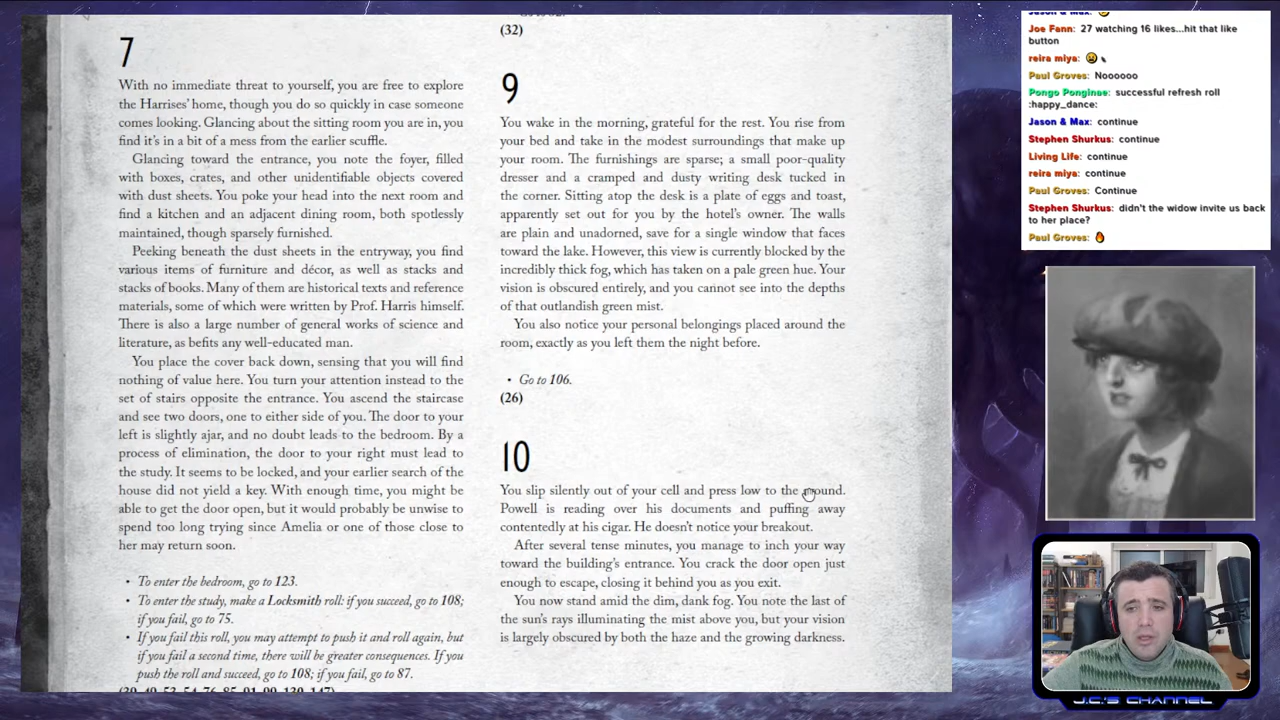 7
With no immediate threat to yourself, you are free to explore
the Harrises' home, though you do so quickly in case someone
comes looking. Glancing about the sitting room you are in, you
find it's in a bit of a mess from the earlier scuffle.
Glancing toward the entrance, you note the foyer, filled
with boxes, crates, and other unidentifiable objects covered
with dust sheets. You poke your head into the next room and
find a kitchen and an adjacent dining room, both spotlessly
maintained, though sparsely furnished.
Peeking beneath the dust sheets in the entryway, you find
various items of furniture and décor, as well as stacks and
stacks of books. Many of them are historical texts and reference
materials, some of which were written by Prof. Harris himself.
There is also a large number of general works of science and
literature, as befits any well-educated man.
You place the cover back down, sensing that you will find
nothing of value here. You turn your attention instead to the
set of stairs opposite the entrance. You ascend the staircase
and see two doors, one to either side of you. The door to your
left is slightly ajar, and no doubt leads to the bedroom. By a
process of elimination, the door to your right must lead to
the study. It seems to be locked, and your earlier search of the
house did not yield a key. With enough time, you might be
able to get the door open, but it would probably be unwise to
spend too long trying since Amelia or one of those close to
her may return soon.
• To enter the bedroom, go to 123.
• To enter the study, make a Locksmith roll: if you succeed, go to 108;
if you fail, go to 75.
• If you fail this roll, you may attempt to push it and roll again, but
if you fail a second time, there will be greater consequences. If you
push the roll and succeed, go to 108; if you fail, go to 87.
(32)
9
You wake in the morning, grateful for the rest. You rise from
your bed and take in the modest surroundings that make up
your room. The furnishings are sparse; a small poor-quality
dresser and a cramped and dusty writing desk tucked in
the corner. Sitting atop the desk is a plate of eggs and toast,
apparently set out for you by the hotel's owner. The walls
are plain and unadorned, save for a single window that faces
toward the lake. However, this view is currently blocked by the
incredibly thick fog, which has taken on a pale green hue. Your
vision is obscured entirely, and you cannot see into the depths
of that outlandish green mist.
You also notice your personal belongings placed around the
room, exactly as you left them the night before.
• Go to 106.
(26)
10
You slip silently out of your cell and press low to the ground.
Powell is reading over his documents and puffing away
contentedly at his cigar. He doesn't notice your breakout.
After several tense minutes, you manage to inch your way
toward the building's entrance. You crack the door open just
enough to escape, closing it behind you as you exit.
You now stand amid the dim, dank fog. You note the last of
the sun's rays illuminating the mist above you, but your vision
is largely obscured by both the haze and the growing darkness.
Jason & Max:
Joe Fann: 27 watching 16 likes...hit that like
button
reira miya:
Paul Groves: Noooooo
Pongo Ponginae: successful refresh roll
:happy_dance:
Jason & Max: continue
Stephen Shurkus: continue
Living Life: continue
reira miya: continue
Paul Groves: Continue
Stephen Shurkus: didn't the widow invite us back
to her place?
Paul Groves:
J.C.'S CHANNEL